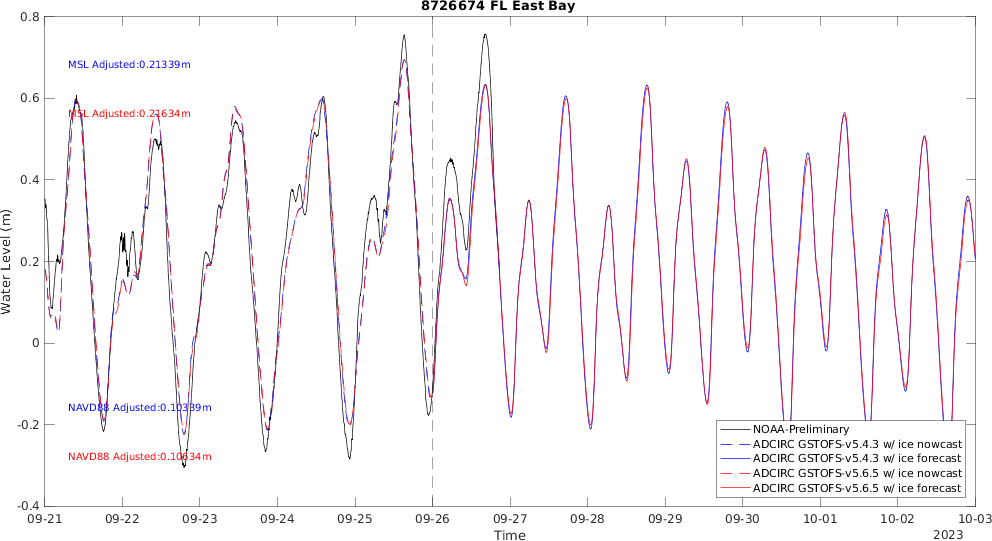 8726674 FL East Bay
0.8
MSL Adjusted:0.21339m
0.6
MSL Adjusted:0.21634m
0.4
0.2
Water Level (m)
0
NAVD88 Adjusted:0.10339m
-0.2
NOAA-Preliminary
ADCIRC GSTOFS-v5.4.3 w/ ice nowcast
NAVD88 Adjusted:0.10634m
ADCIRC GSTOFS-v5.4.3 w/ ice forecast
ADCIRC GSTOFS-v5.6.5 w/ ice nowcast
ADCIRC GSTOFS-v5.6.5 w/ ice forecast
-0.4
09-21 09-22 09-23 09-24 09-25 09-26 09-27 09-28 09-29 09-30 10-01 10-02 10-03
Time
2023